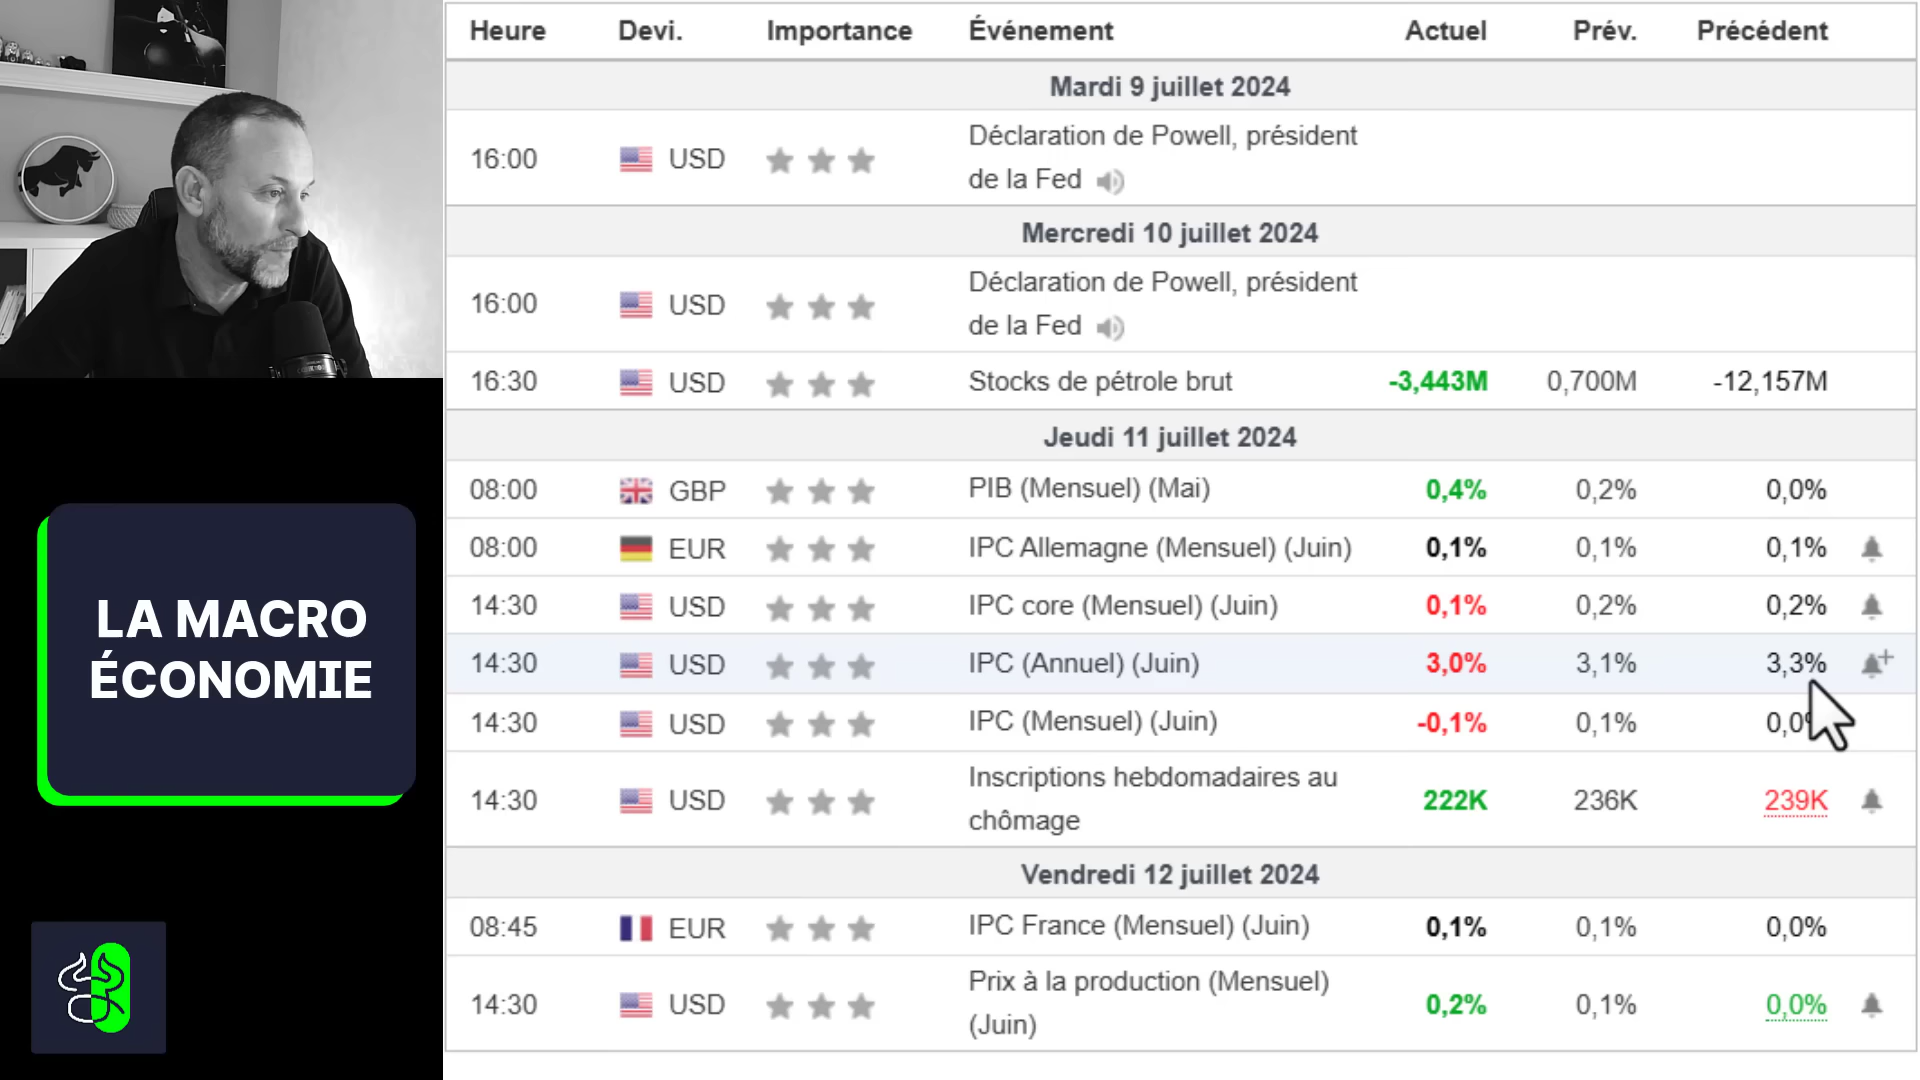 Heure Devi. Importance Événement Actuel Prév. Précédent
Mardi 9 juillet 2024
16:00 USD Déclaration de Powell, président
de la Fed
Mercredi 10 juillet 2024
16:00 USD Déclaration de Powell, président
de la Fed
16:30 USD Stocks de pétrole brut -3,443M 0,700M -12,157M
Jeudi 11 juillet 2024
08:00 GBP PIB (Mensuel) (Mai) 0,4% 0,2% 0,0%
08:00 EUR IPC Allemagne (Mensuel) (Juin) 0,1% 0,1% 0,1%
14:30 USD IPC core (Mensuel) (Juin) 0,1% 0,2% 0,2%
14:30 USD IPC (Annuel) (Juin) 3,0% 3,1% 3,3%
14:30 USD IPC (Mensuel) (Juin) -0,1% 0,1% 0,0
14:30 USD Inscriptions hebdomadaires au
chômage 222K 236K 239K
Vendredi 12 juillet 2024
08:45 EUR IPC France (Mensuel) (Juin) 0,1% 0,1% 0,0%
14:30 USD Prix à la production (Mensuel)
(Juin) 0,2% 0,1% 0,0%
LA MACRO
ÉCONOMIE